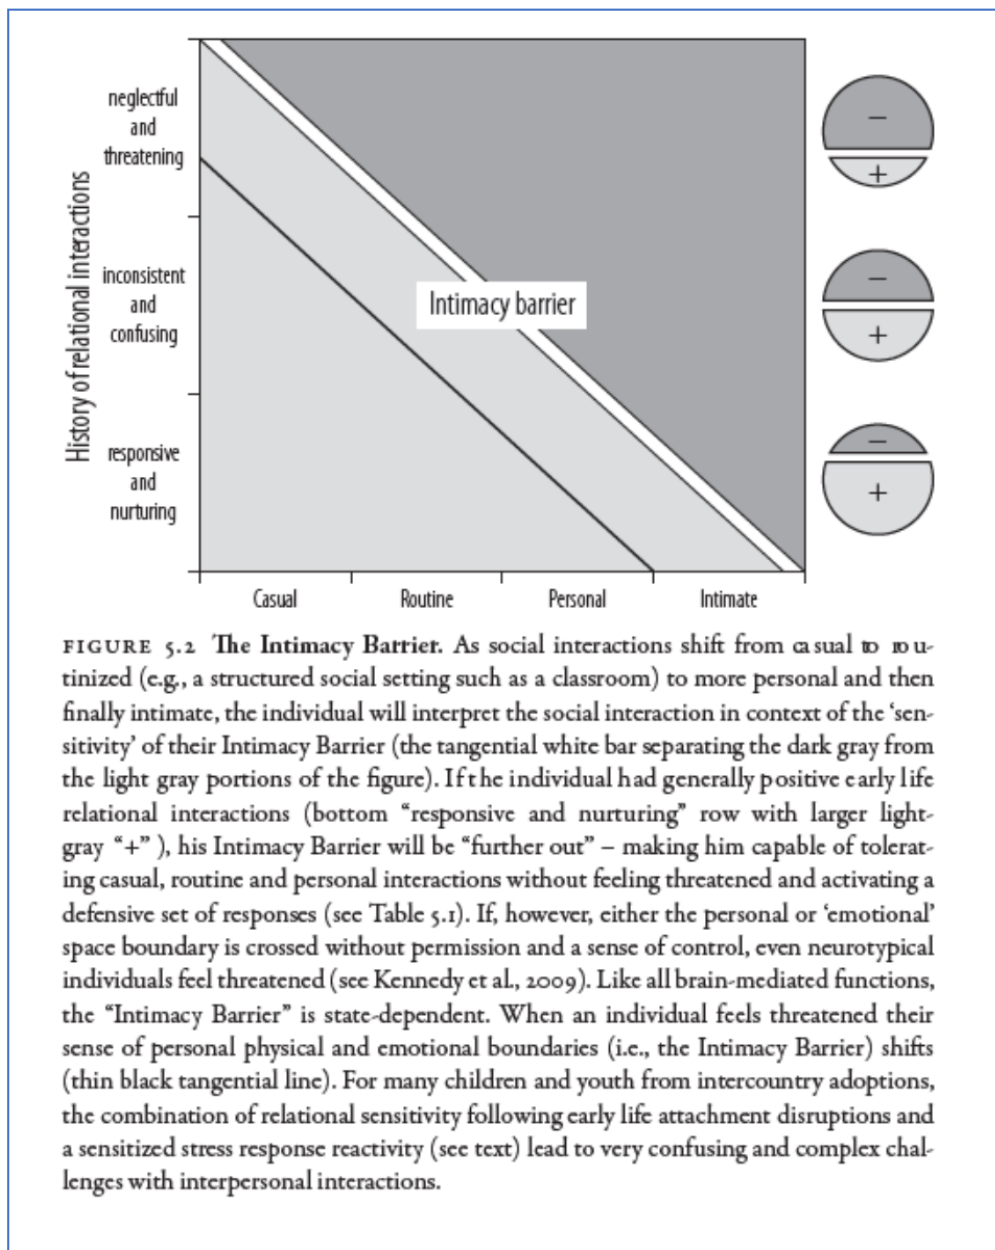 neglectful
and
threatening
inconsistent
and
confusing
responsive
and
nurturing
History of relational interactions
Intimacy barrier
−
+
−
+
−
+
Casual Routine Personal Intimate
FIGURE 5.2 The Intimacy Barrier. As social interactions shift from casual to rou-
tinized (e.g., a structured social setting such as a classroom) to more personal and then
finally intimate, the individual will interpret the social interaction in context of the ‘sen-
sitivity’ of their Intimacy Barrier (the tangential white bar separating the dark gray from
the light gray portions of the figure). If the individual had generally positive early life
relational interactions (bottom “responsive and nurturing” row with larger light-
gray “+” ), his Intimacy Barrier will be “further out” – making him capable of tolerat-
ing casual, routine and personal interactions without feeling threatened and activating a
defensive set of responses (see Table 5.1). If, however, either the personal or ‘emotional’
space boundary is crossed without permission and a sense of control, even neurotypical
individuals feel threatened (see Kennedy et al., 2009). Like all brain-mediated functions,
the “Intimacy Barrier” is state-dependent. When an individual feels threatened their
sense of personal physical and emotional boundaries (i.e., the Intimacy Barrier) shifts
(thin black tangential line). For many children and youth from intercountry adoptions,
the combination of relational sensitivity following early life attachment disruptions and
a sensitized stress response reactivity (see text) lead to very confusing and complex chal-
lenges with interpersonal interactions.